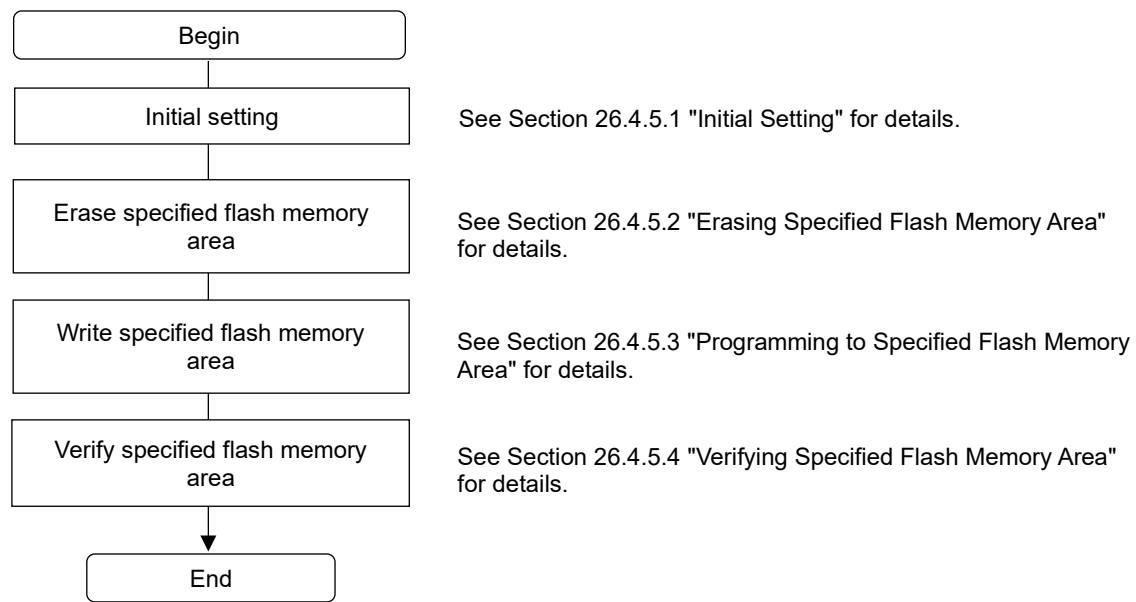 Begin
Initial setting
See Section 26.4.5.1 "Initial Setting" for details.
Erase specified flash memory
area
See Section 26.4.5.2 "Erasing Specified Flash Memory Area"
for details.
Write specified flash memory
area
See Section 26.4.5.3 "Programming to Specified Flash Memory
Area" for details.
Verify specified flash memory
area
See Section 26.4.5.4 "Verifying Specified Flash Memory Area"
for details.
End